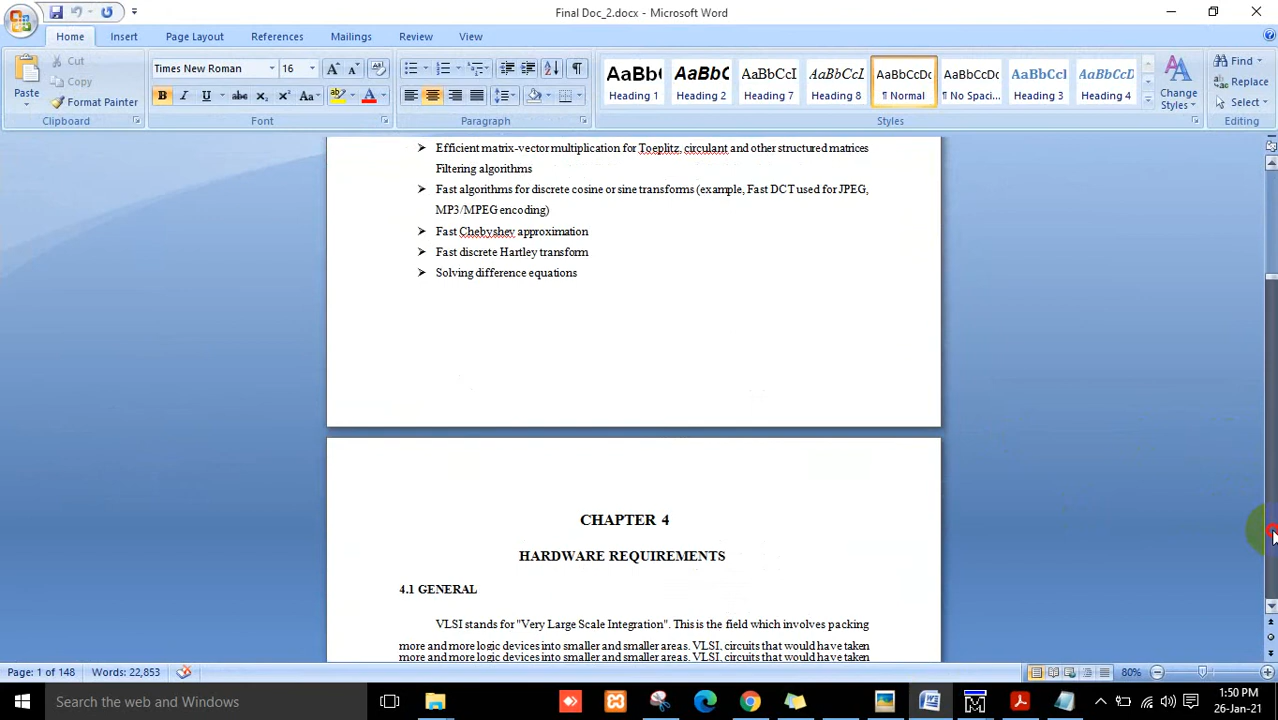 Final Doc_2.docx - Microsoft Word
Home Insert Page Layout References Mailings Review View
Paste
Cut
Copy
Format Painter
Clipboard
Times New Roman 16
Font
Paragraph
AaBb( AaBbC AaBbCcI AaBbCcL AaBbCcDc AaBbCcDc AaBbCcI AaBbCcD
Heading 1 Heading 2 Heading 7 Heading 8 ¶ Normal ¶ No Spaci... Heading 3 Heading 4
Styles
Change
Styles
Find
Replace
Select
Editing
Efficient matrix-vector multiplication for Toeplitz, circulant and other structured matrices
Filtering algorithms
Fast algorithms for discrete cosine or sine transforms (example, Fast DCT used for JPEG,
MP3/MPEG encoding)
Fast Chebyshey approximation
Fast discrete Hartley transform
Solving difference equations
CHAPTER 4
HARDWARE REQUIREMENTS
4.1 GENERAL
VLSI stands for "Very Large Scale Integration". This is the field which involves packing
more and more logic devices into smaller and smaller areas. VLSI, circuits that would have taken
more and more logic devices into smaller and smaller areas. VLSI, circuits that would have taken
Page: 1 of 148 Words: 22,853 80%
Search the web and Windows
1:50 PM
26-Jan-21